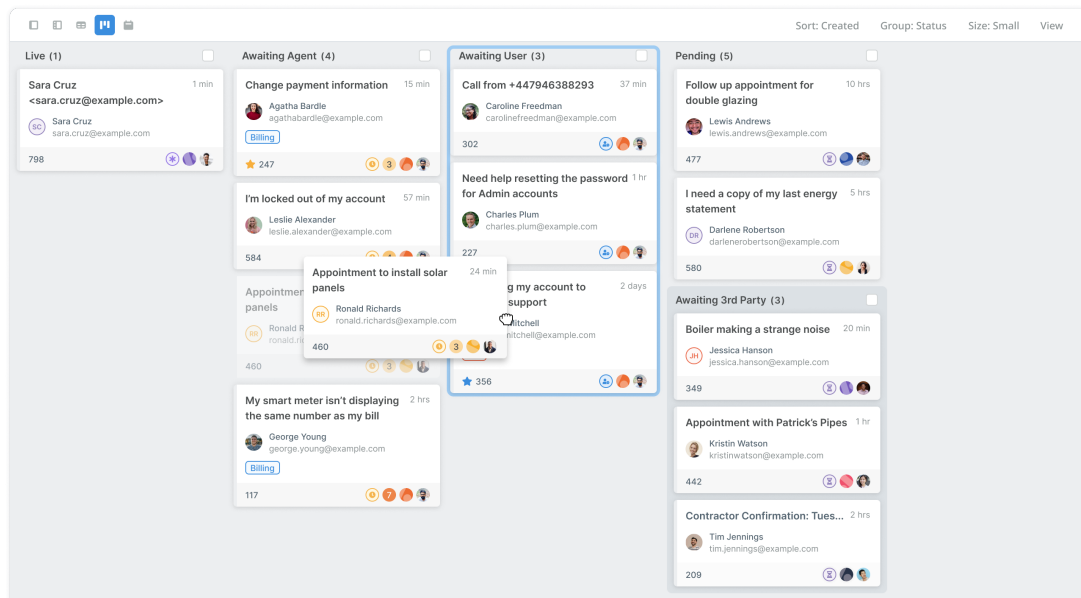 Sort: Created Group: Status Size: Small View
Live (1)
Sara Cruz 1 min
<sara.cruz@example.com>
SC Sara Cruz
sara.cruz@example.com
798
Awaiting Agent (4)
Change payment information 15 min
Agatha Bardle
agathabardle@example.com
Billing
247 3
I'm locked out of my account 57 min
Leslie Alexander
leslie.alexander@example.com
584
Appointment to install solar 24 min
panels
RR Ronald Richards
ronald.richards@example.com
460 3
panels
RR Ronald R
460 3
My smart meter isn't displaying 2 hrs
the same number as my bill
George Young
george.young@example.com
Billing
117 7
Awaiting User (3)
Call from +447946388293 37 min
Caroline Freedman
carolinefreedman@example.com
302
Need help resetting the password 1 hr
for Admin accounts
Charles Plum
charles.plum@example.com
227
my account to 2 days
support
mitchell@example.com
356
Pending (5)
Follow up appointment for 10 hrs
double glazing
Lewis Andrews
lewis.andrews@example.com
477
I need a copy of my last energy 5 hrs
statement
DR Darlene Robertson
darlenerobertson@example.com
580
Awaiting 3rd Party (3)
Boiler making a strange noise 20 min
JH Jessica Hanson
jessica.hanson@example.com
349
Appointment with Patrick's Pipes 1 hr
Kristin Watson
kristinwatson@example.com
442
Contractor Confirmation: Tues... 2 hrs
Tim Jennings
tim.jennings@example.com
209